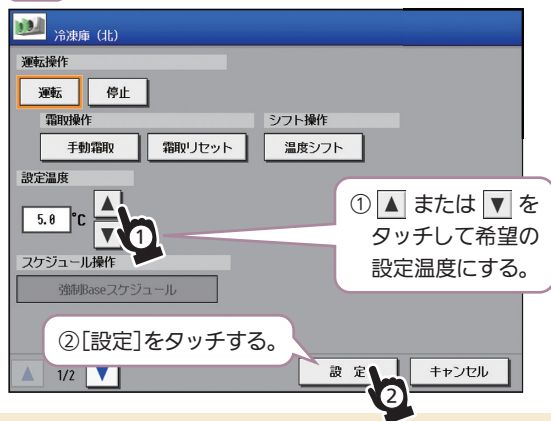 冷凍庫（北）
運転操作
運転 停止
霜取操作 シフト操作
手動霜取 霜取リセット 温度シフト
設定温度
5.0 °C ▲
▼ ①
① ▲ または ▼ を
タッチして希望の
設定温度にする。
スケジュール操作
強制Baseスケジュール
②[設定]をタッチする。
▲ 1/2 ▼ 設 定 キャンセル
②